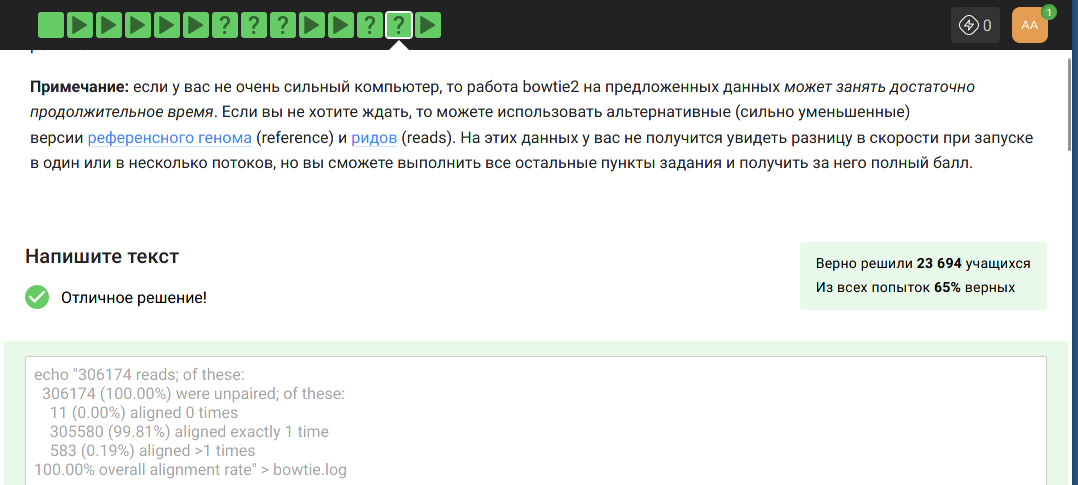 ? ? ? ? ?
0
АА
1
Примечание: если у вас не очень сильный компьютер, то работа bowtie2 на предложенных данных может занять достаточно
продолжительное время. Если вы не хотите ждать, то можете использовать альтернативные (сильно уменьшенные)
версии референсного генома (reference) и ридов (reads). На этих данных у вас не получится увидеть разницу в скорости при запуске
в один или в несколько потоков, но вы сможете выполнить все остальные пункты задания и получить за него полный балл.
Напишите текст
Отличное решение!
Верно решили 23 694 учащихся
Из всех попыток 65% верных
echo "306174 reads; of these:
306174 (100.00%) were unpaired; of these:
11 (0.00%) aligned 0 times
305580 (99.81%) aligned exactly 1 time
583 (0.19%) aligned >1 times
100.00% overall alignment rate" > bowtie.log